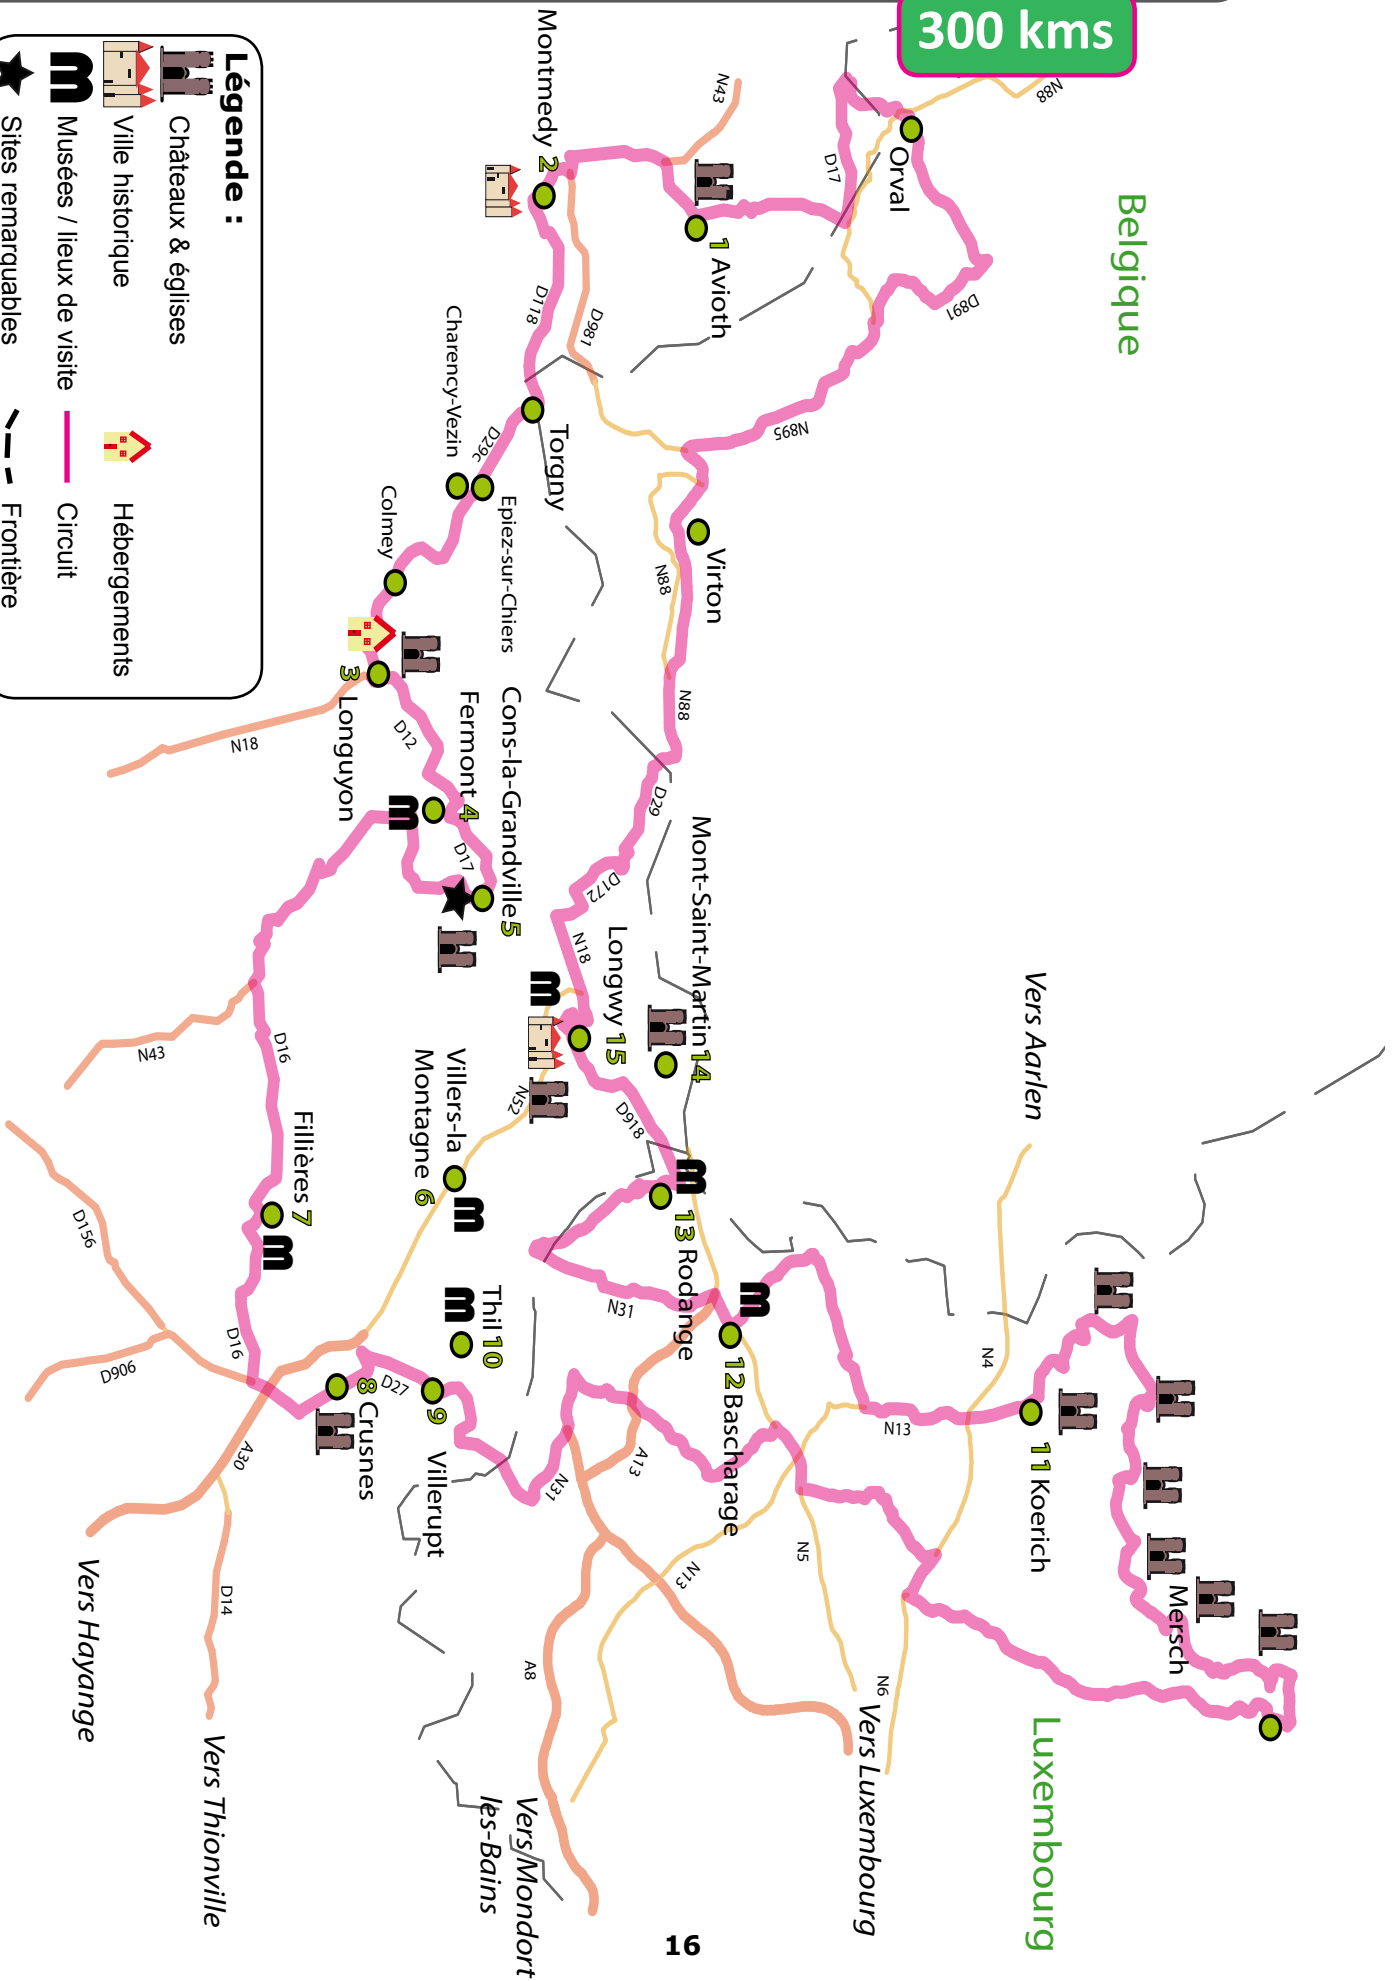 300 kms
Belgique
Luxembourg
Légende :
Châteaux & églises
Ville historique
Musées / lieux de visite
Sites remarquables
Hébergements
Circuit
Frontière
Orval
N88
D17
N43
D891
Montmedy 2
1 Avioth
D118
D981
N895
Charency-Vezin
D29c
Torgny
Epiez-sur-Chiers
Colmey
Virton
N88
N88
3
Longuyon
N18
D12
Fermont 4
D17
Cons-la-Grandville 5
D29
D172
N18
Longwy 15
Mont-Saint-Martin 14
Vers Aarlen
N43
D16
N52
D918
Villers-la
Montagne 6
Fillières 7
13 Rodange
N31
Thil 10
D156
D906
D16
8 Crusnes
D27
9
Villerupt
12 Bascharage
N4
N13
11 Koerich
A30
A13
N31
N5
N13
Mersch
D14
A8
N6
Vers Hayange
Vers Thionville
Vers Mondort
les-Bains
Vers Luxembourg
16